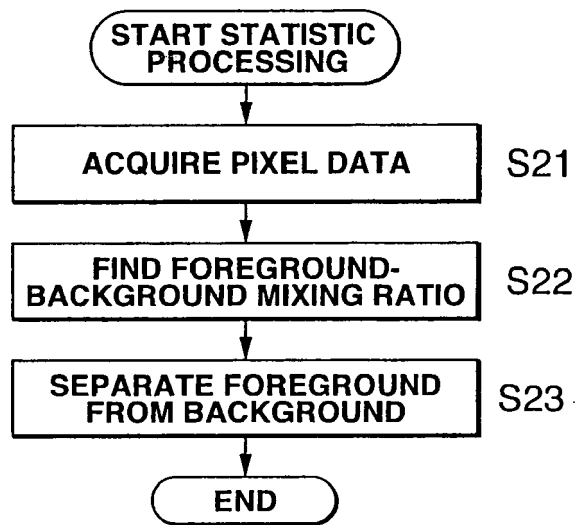 START STATISTIC
PROCESSING
ACQUIRE PIXEL DATA
S21
FIND FOREGROUND-
BACKGROUND MIXING RATIO
S22
SEPARATE FOREGROUND
FROM BACKGROUND
S23
END